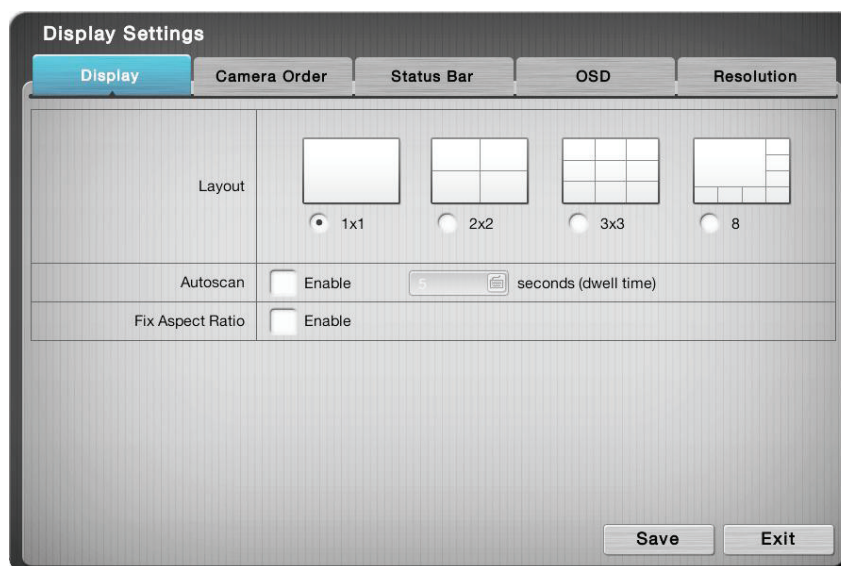 Display Settings
Display Camera Order Status Bar OSD Resolution
Layout
1x1 2x2 3x3 8
Autoscan Enable 5 seconds (dwell time)
Fix Aspect Ratio Enable
Save Exit